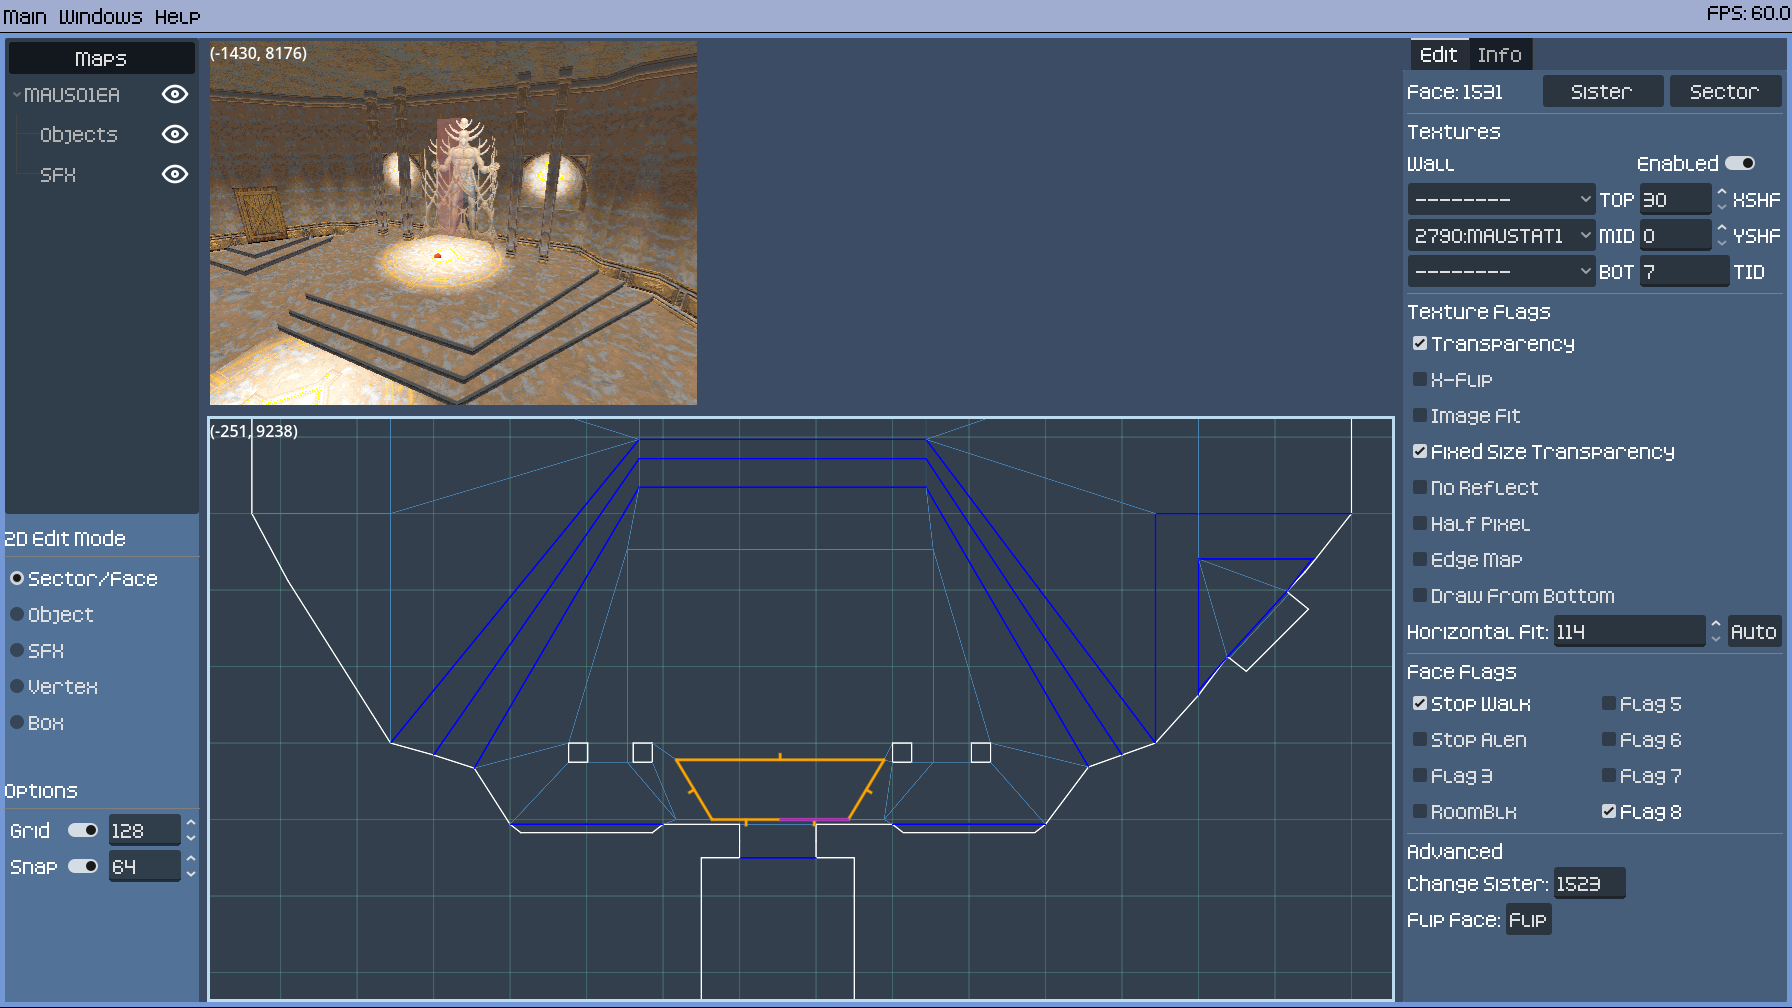 Main Windows Help
FPS: 60.0
Maps
MAUS01EA
Objects
SFX
2D Edit Mode
Sector/Face
Object
SFX
Vertex
Box
Options
Grid 128
Snap 64
(-1430, 8176)
(-251, 9238)
Edit Info
Face: 1531 Sister Sector
Textures
Wall Enabled
-------- TOP 30 XSHF
2790:MAUSTAT1 MID 0 YSHF
-------- BOT 7 TID
Texture Flags
Transparency
X-Flip
Image Fit
Fixed Size Transparency
No Reflect
Half Pixel
Edge Map
Draw From Bottom
Horizontal Fit: 114 Auto
Face Flags
Stop Walk Flag 5
Stop Alen Flag 6
Flag 3 Flag 7
RoomBlk Flag 8
Advanced
Change Sister: 1523
Flip Face: Flip